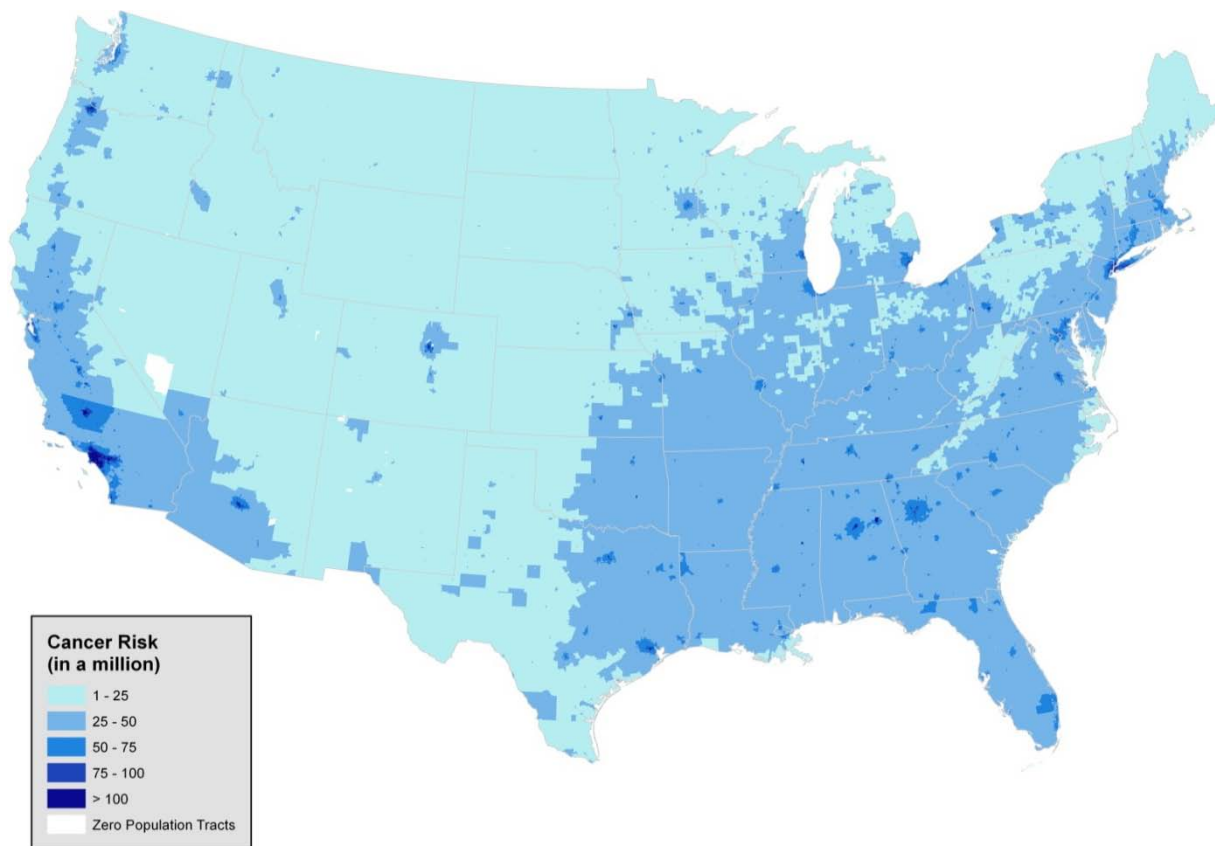 Cancer Risk
(in a million)
1 - 25
25 - 50
50 - 75
75 - 100
> 100
Zero Population Tracts